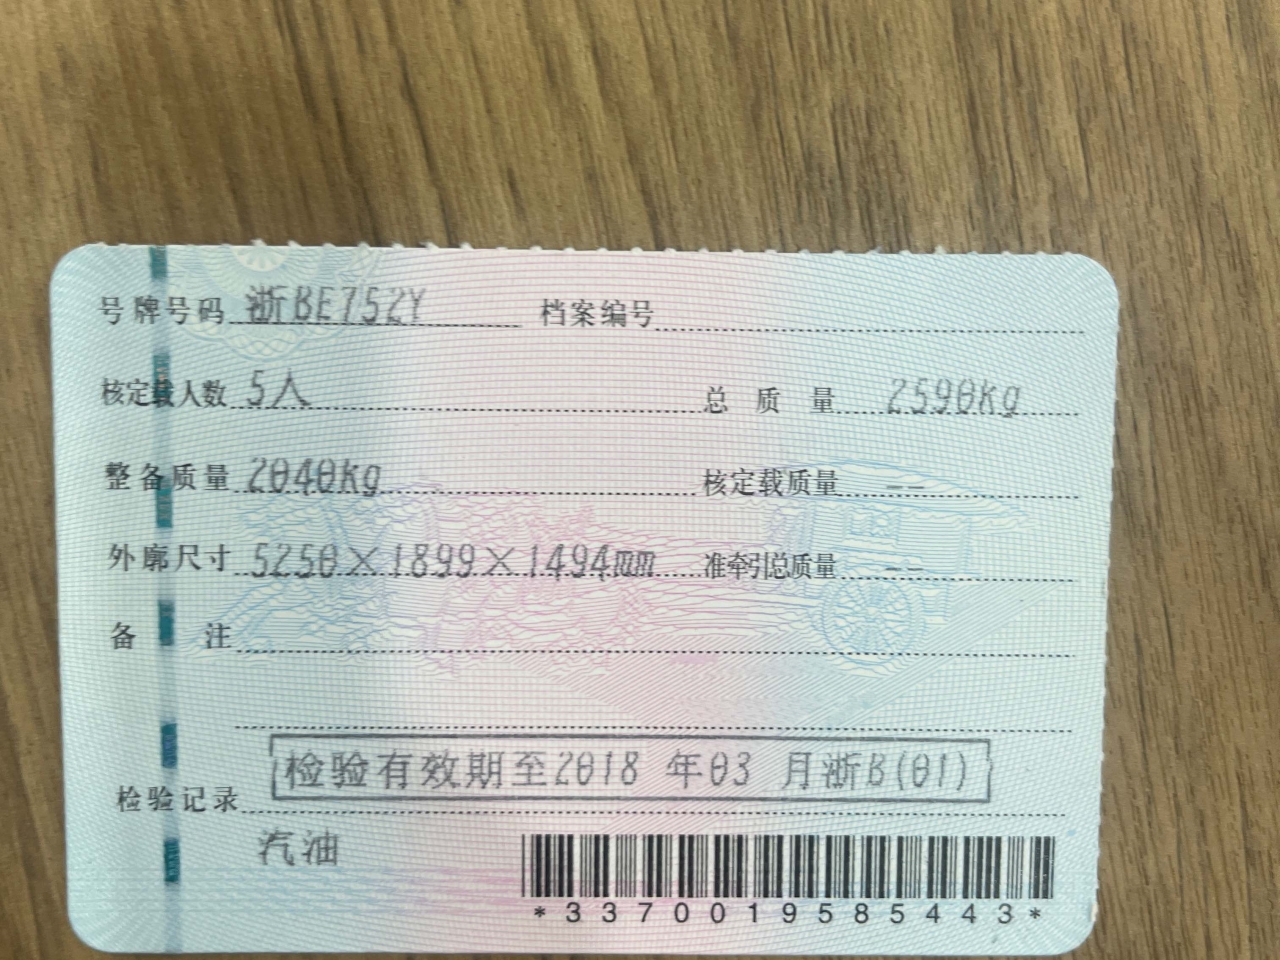 号牌号码 浙BE752Y 档案编号
核定载人数 5人 总质量 2590kg
整备质量 2040kg 核定载质量 --
外廓尺寸 5250×1899×1494mm 准牵引总质量 --
备注
检验有效期至2018 年03 月浙B(01)
检验记录
汽油
*3370019585443*